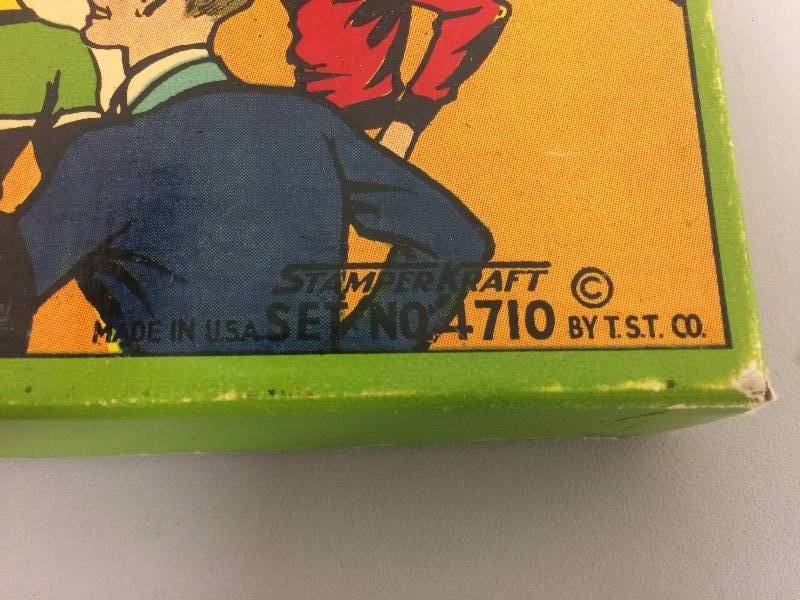 STAMPERKRAFT ©
MADE IN U.S.A. SET NO. 4710 BY T.S.T. CO.